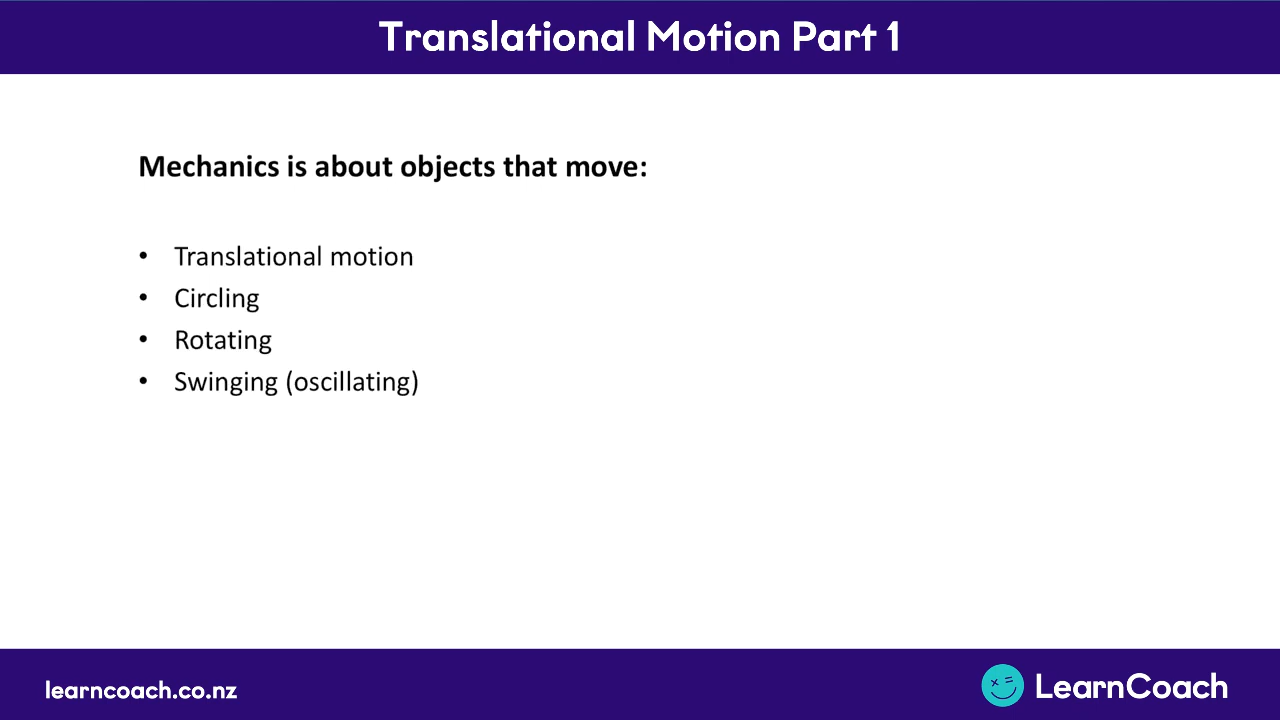 Translational Motion Part 1
Mechanics is about objects that move:
• Translational motion
• Circling
• Rotating
• Swinging (oscillating)
learncoach.co.nz
LearnCoach